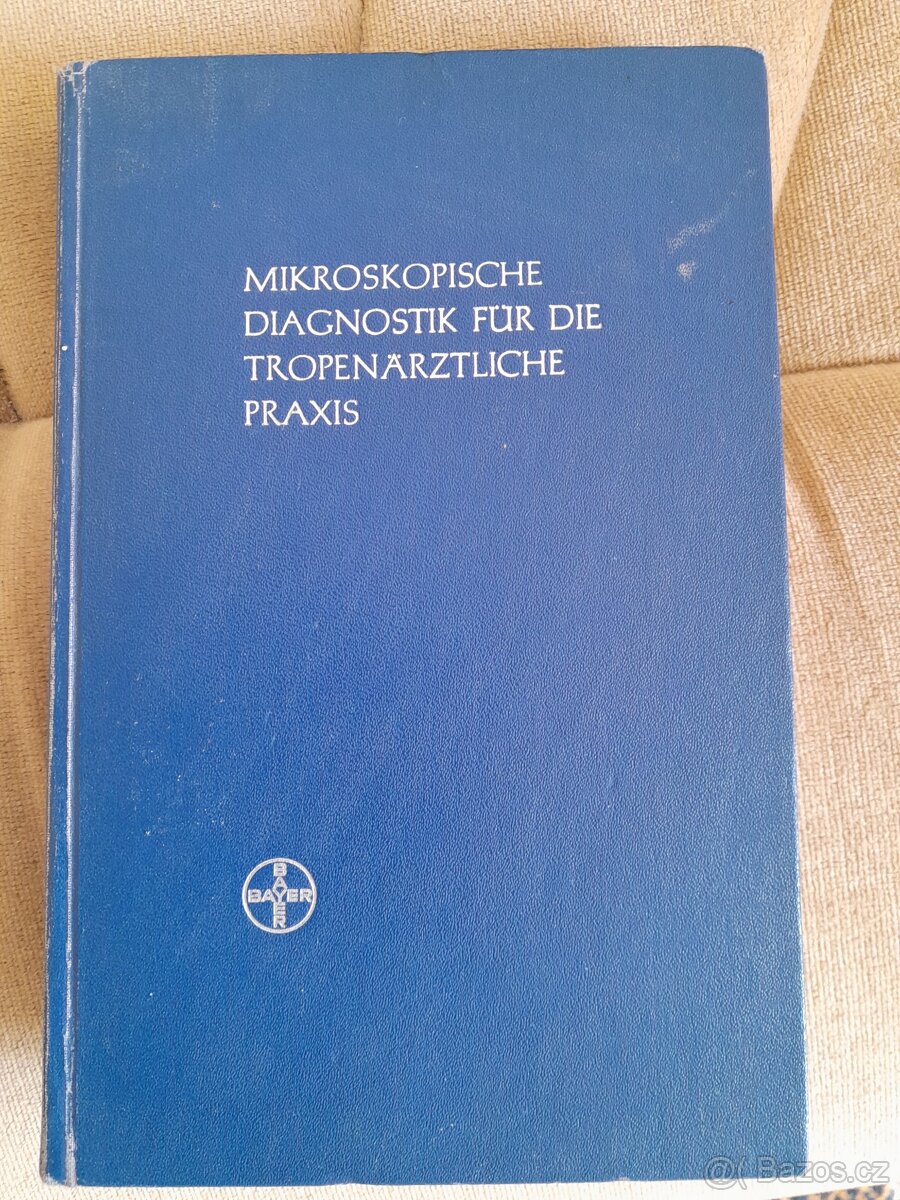 MIKROSKOPISCHE
DIAGNOSTIK FÜR DIE
TROPENÄRZTLICHE
PRAXIS
BAYER
BAYER
@ Bazos.cz